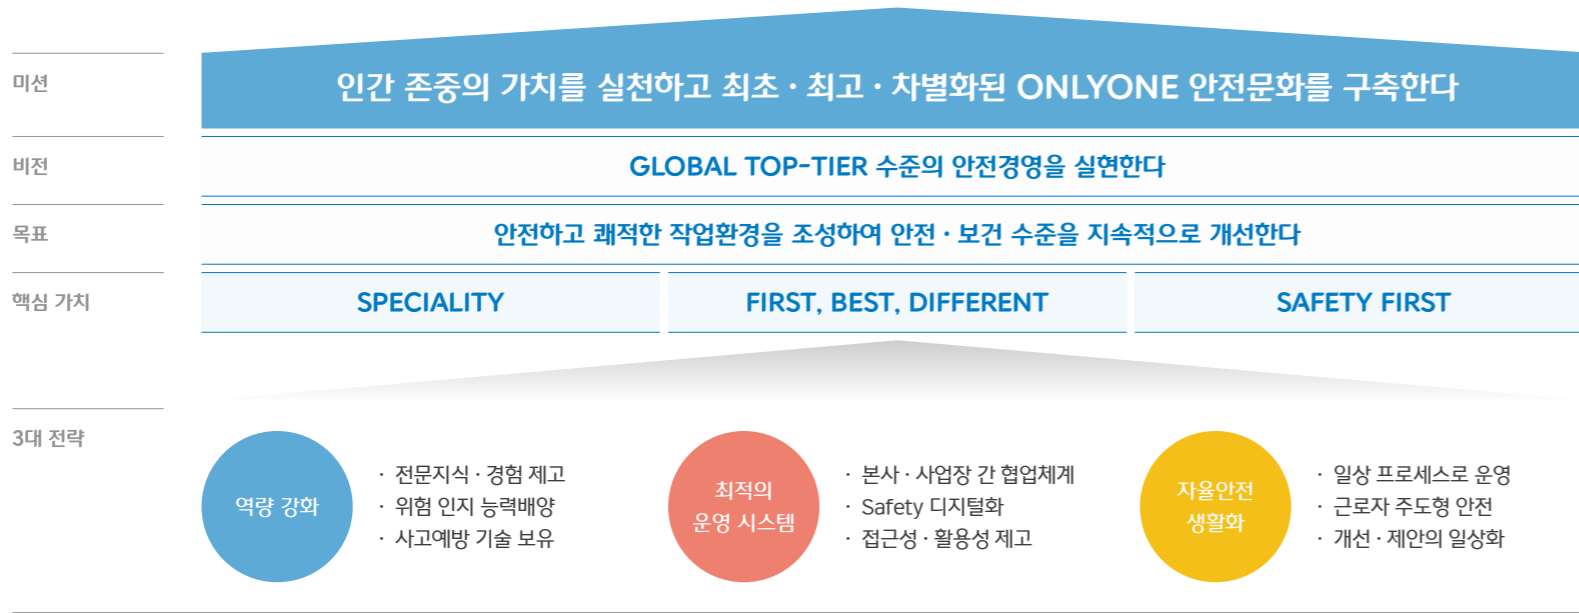 미션
인간 존중의 가치를 실천하고 최초 · 최고 · 차별화된 ONLYONE 안전문화를 구축한다
비전
GLOBAL TOP-TIER 수준의 안전경영을 실현한다
목표
안전하고 쾌적한 작업환경을 조성하여 안전 · 보건 수준을 지속적으로 개선한다
핵심 가치
SPECIALITY
FIRST, BEST, DIFFERENT
SAFETY FIRST
3대 전략
역량 강화
· 전문지식 · 경험 제고
· 위험 인지 능력배양
· 사고예방 기술 보유
최적의
운영 시스템
· 본사 · 사업장 간 협업체계
· Safety 디지털화
· 접근성 · 활용성 제고
자율안전
생활화
· 일상 프로세스로 운영
· 근로자 주도형 안전
· 개선 · 제안의 일상화